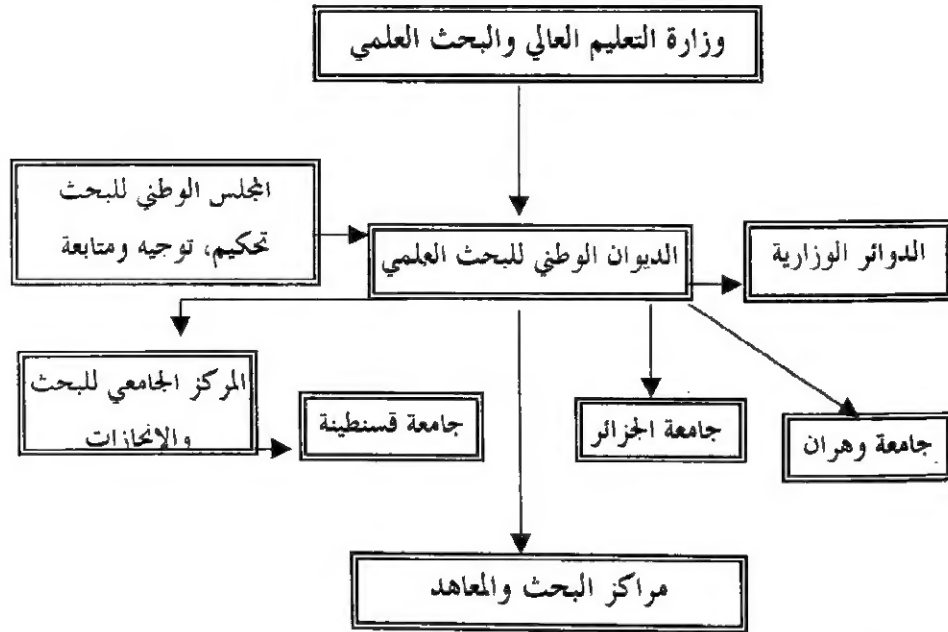 وزارة التعليم العالي والبحث العلمي
المجلس الوطني للبحث
تحكيم، توجيه ومتابعة
الديوان الوطني للبحث العلمي
الدوائر الوزارية
المركز الجامعي للبحث
والإنجازات
جامعة قسنطينة
جامعة الجزائر
جامعة وهران
مراكز البحث والمعاهد